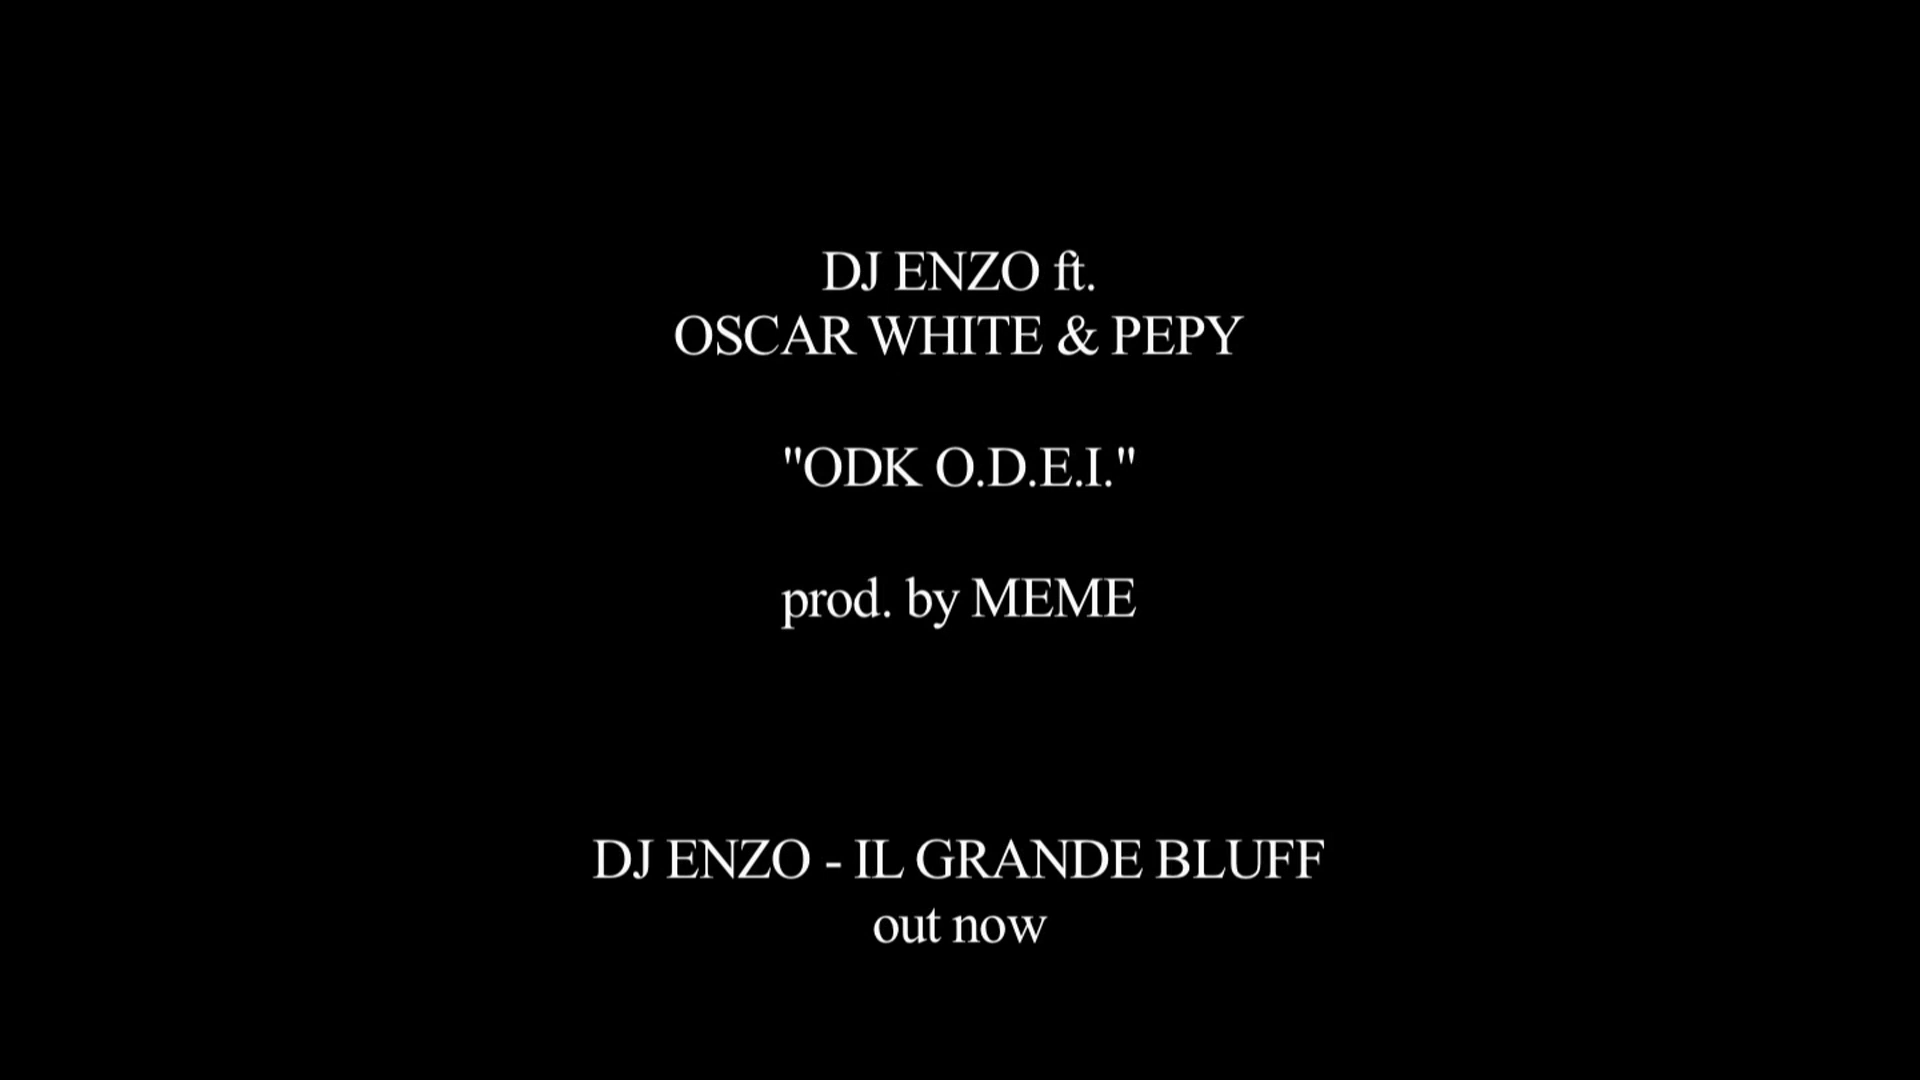 DJ ENZO ft.
OSCAR WHITE & PEPY
"ODK O.D.E.I."
prod. by MEME
DJ ENZO - IL GRANDE BLUFF
out now